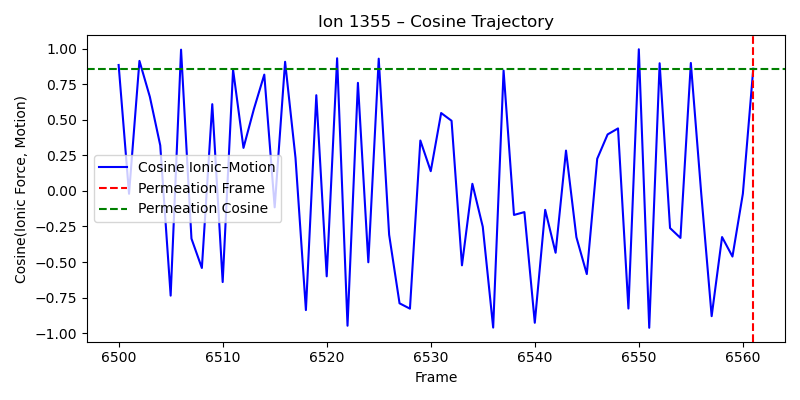 Ion 1355 – Cosine Trajectory
Cosine(Ionic Force, Motion)
1.00
0.75
0.50
0.25
0.00
−0.25
−0.50
−0.75
−1.00
Cosine Ionic–Motion
Permeation Frame
Permeation Cosine
6500 6510 6520 6530 6540 6550 6560
Frame